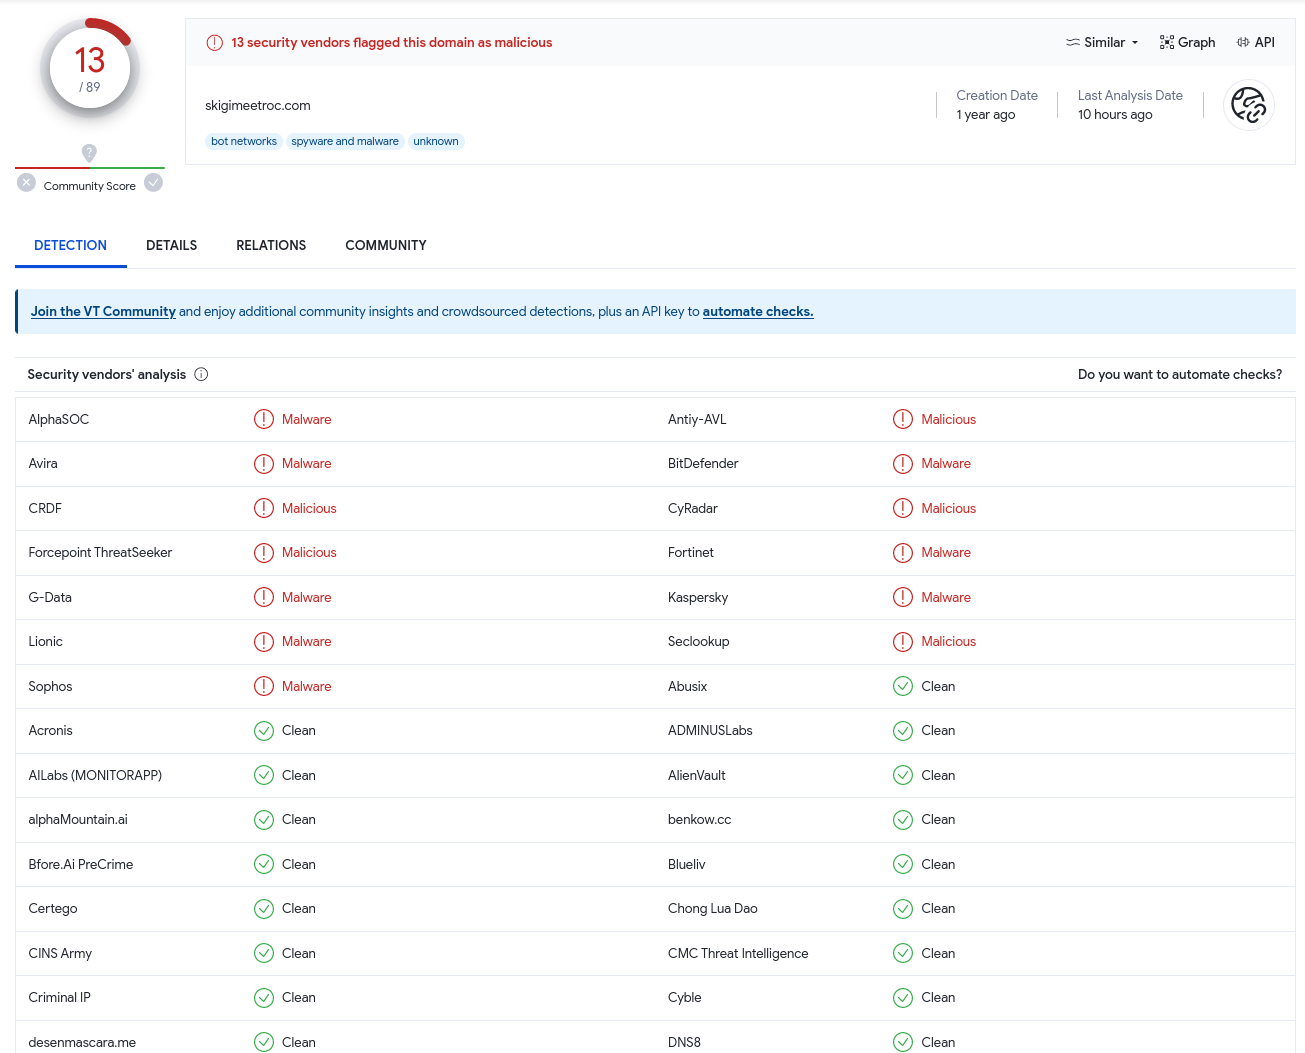 13
/ 89
?
Community Score
13 security vendors flagged this domain as malicious
Similar
Graph
API
skigimeetroc.com
bot networks spyware and malware unknown
Creation Date
1 year ago
Last Analysis Date
10 hours ago
DETECTION DETAILS RELATIONS COMMUNITY
Join the VT Community and enjoy additional community insights and crowdsourced detections, plus an API key to automate checks.
Security vendors' analysis Do you want to automate checks?
AlphaSOC Malware Antiy-AVL Malicious
Avira Malware BitDefender Malware
CRDF Malicious CyRadar Malicious
Forcepoint ThreatSeeker Malicious Fortinet Malware
G-Data Malware Kaspersky Malware
Lionic Malware Seclookup Malicious
Sophos Malware Abusix Clean
Acronis Clean ADMINUSLabs Clean
AILabs (MONITORAPP) Clean AlienVault Clean
alphaMountain.ai Clean benkow.cc Clean
Bfore.Ai PreCrime Clean Blueliv Clean
Certego Clean Chong Lua Dao Clean
CINS Army Clean CMC Threat Intelligence Clean
Criminal IP Clean Cyble Clean
desenmascara.me Clean DNS8 Clean